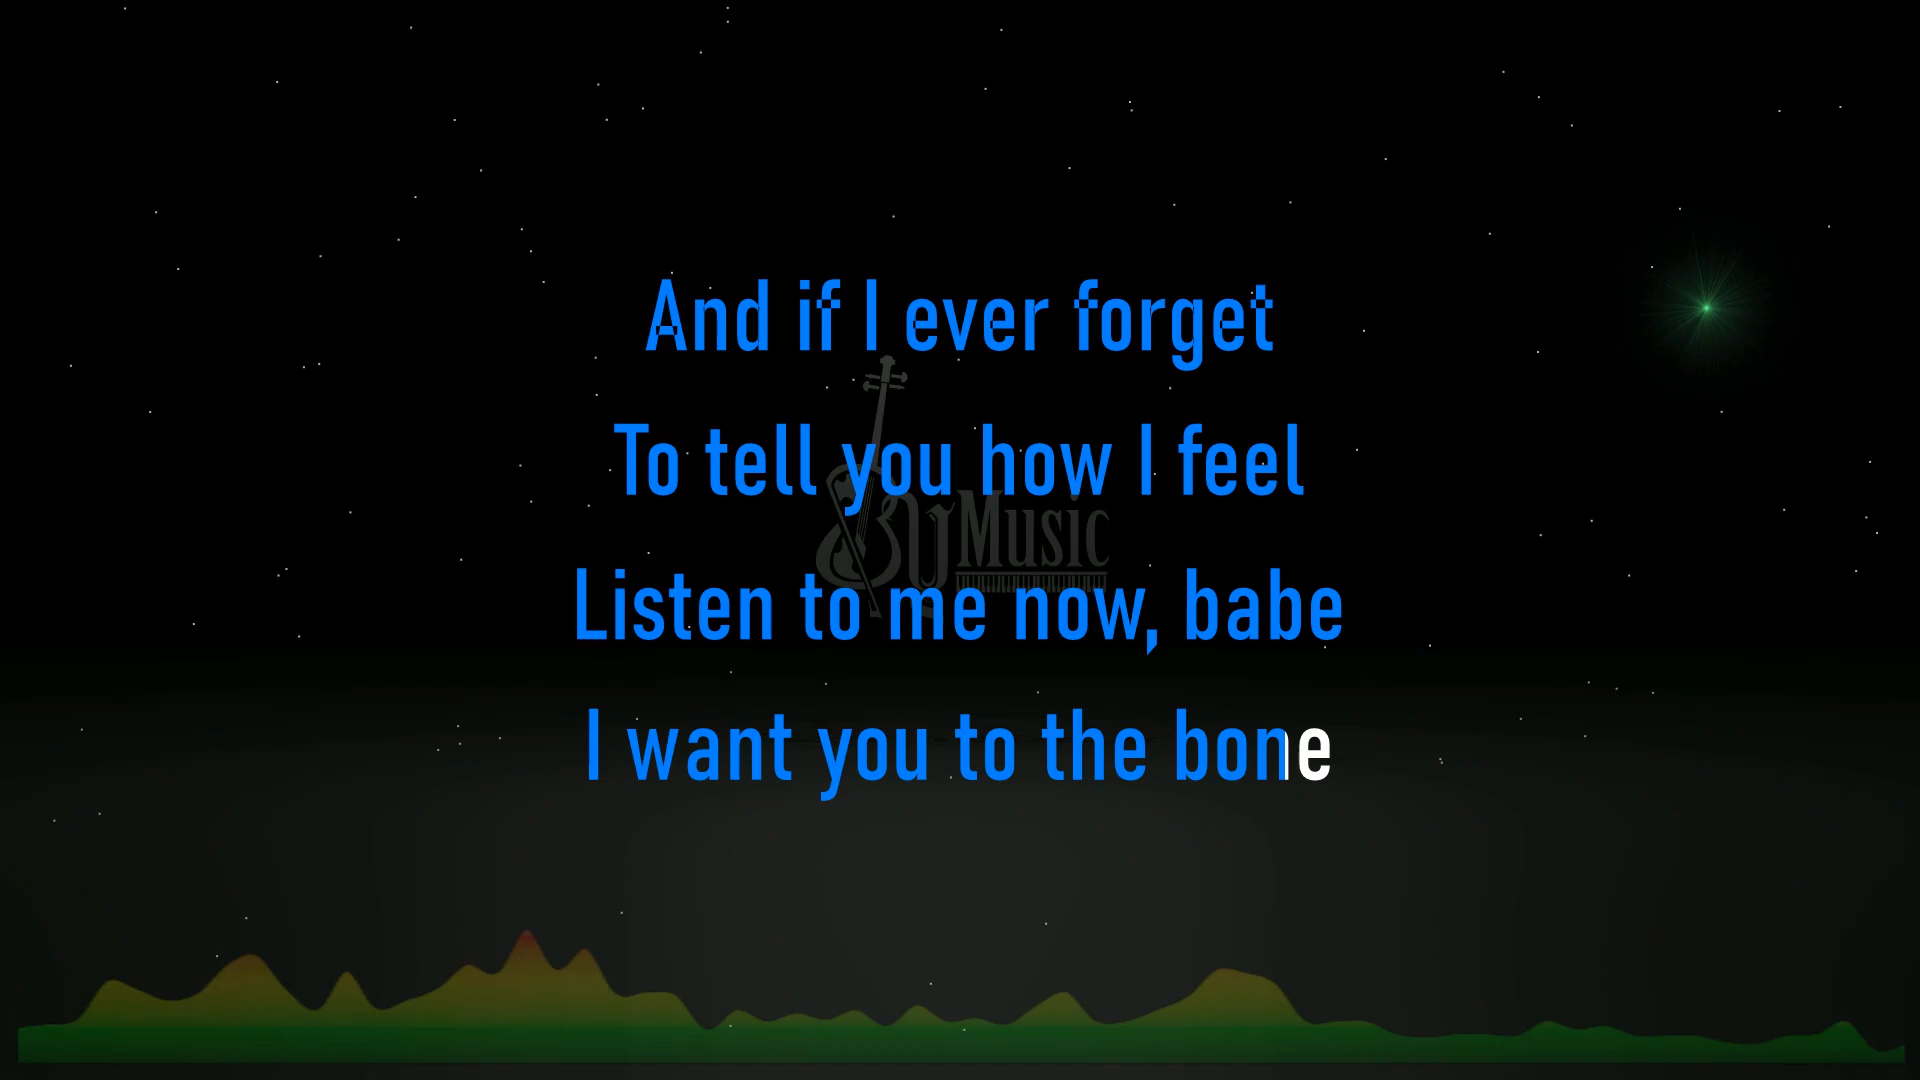 And if I ever forget
To tell you how I feel
Music
Listen to me now, babe
I want you to the bone